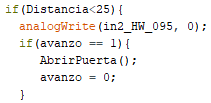 if(Distancia<25){
analogWrite(in2_HW_095, 0);
if(avanzo == 1){
AbrirPuerta();
avanzo = 0;
}